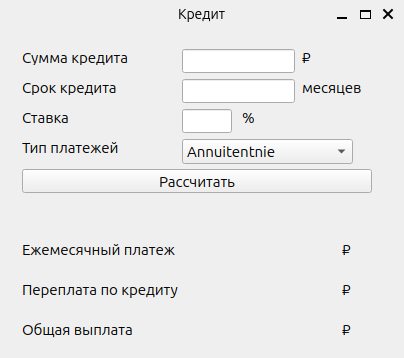 Кредит
Сумма кредита ₽
Срок кредита месяцев
Ставка %
Тип платежей Annuitentnie
Рассчитать
Ежемесячный платеж ₽
Переплата по кредиту ₽
Общая выплата ₽